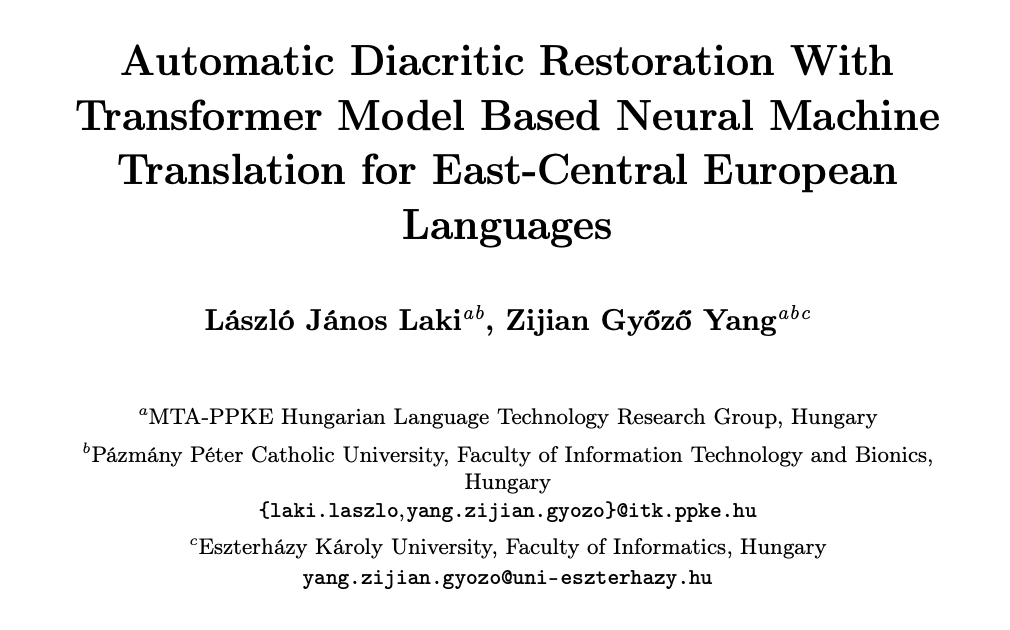 Automatic Diacritic Restoration With
Transformer Model Based Neural Machine
Translation for East-Central European
Languages
László János Laki^{ab}, Zijian Győző Yang^{abc}
^{a}MTA-PPKE Hungarian Language Technology Research Group, Hungary
^{b}Pázmány Péter Catholic University, Faculty of Information Technology and Bionics,
Hungary
{laki.laszlo,yang.zijian.gyozo}@itk.ppke.hu
^{c}Eszterházy Károly University, Faculty of Informatics, Hungary
yang.zijian.gyozo@uni-eszterhazy.hu